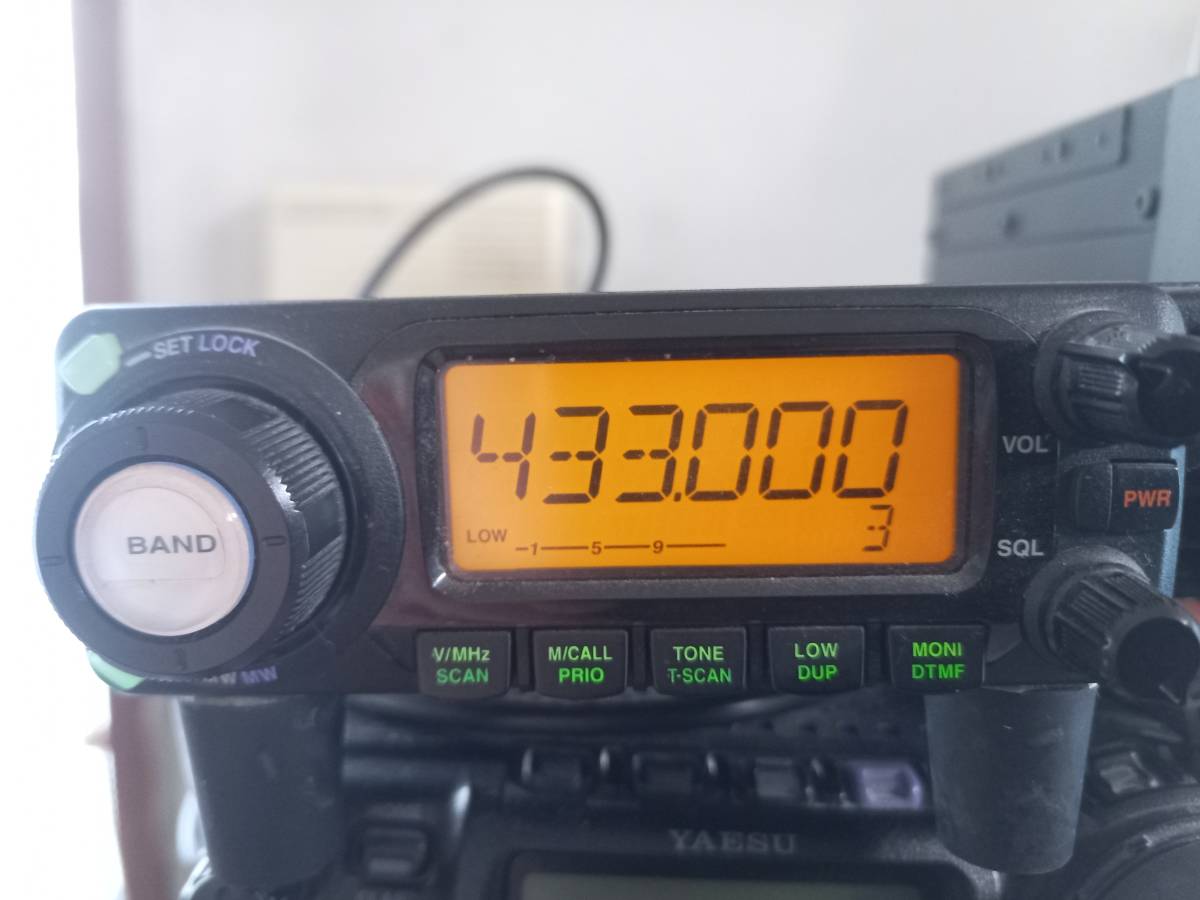 SET LOCK
BAND
MW
433.000
LOW
1 5 9
3
VOL
PWR
SQL
V/MHz
SCAN
M/CALL
PRIO
TONE
T-SCAN
LOW
DUP
MONI
DTMF
YAESU